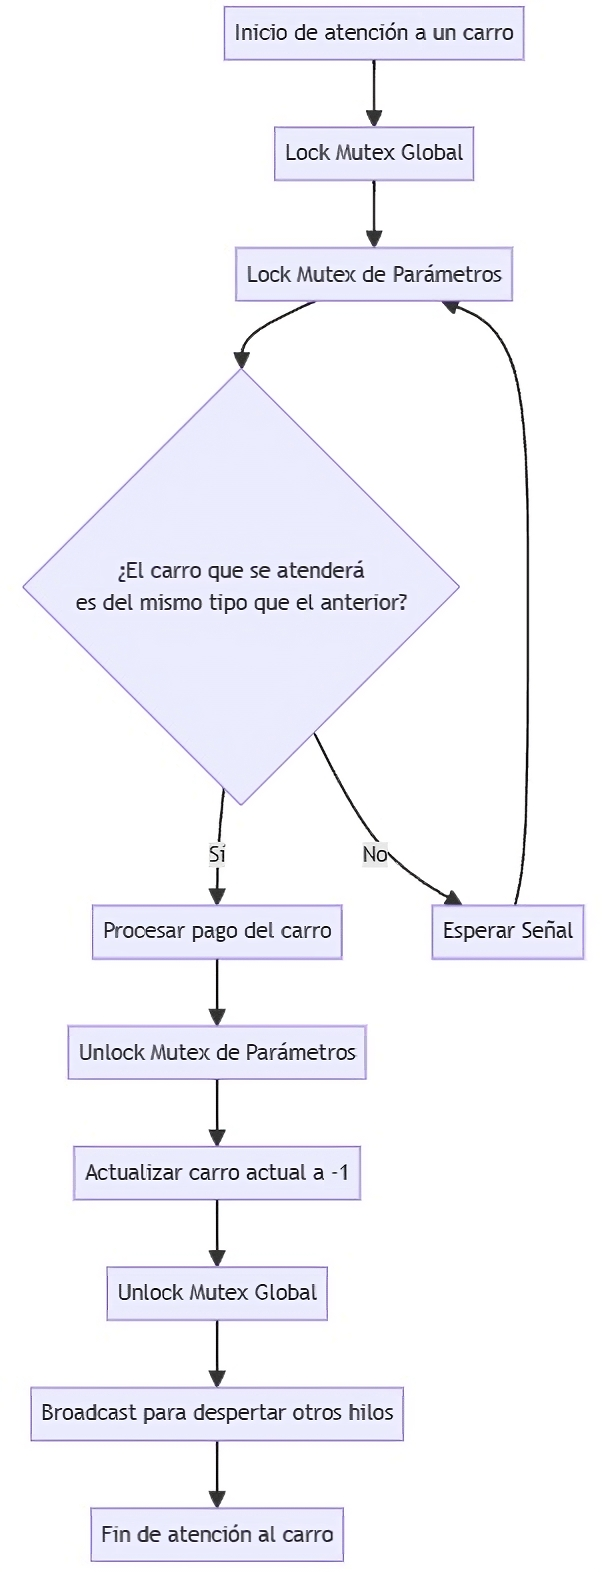 Inicio de atención a un carro
Lock Mutex Global
Lock Mutex de Parámetros
¿El carro que se atenderá
es del mismo tipo que el anterior?
Sí
No
Procesar pago del carro
Esperar Señal
Unlock Mutex de Parámetros
Actualizar carro actual a -1
Unlock Mutex Global
Broadcast para despertar otros hilos
Fin de atención al carro